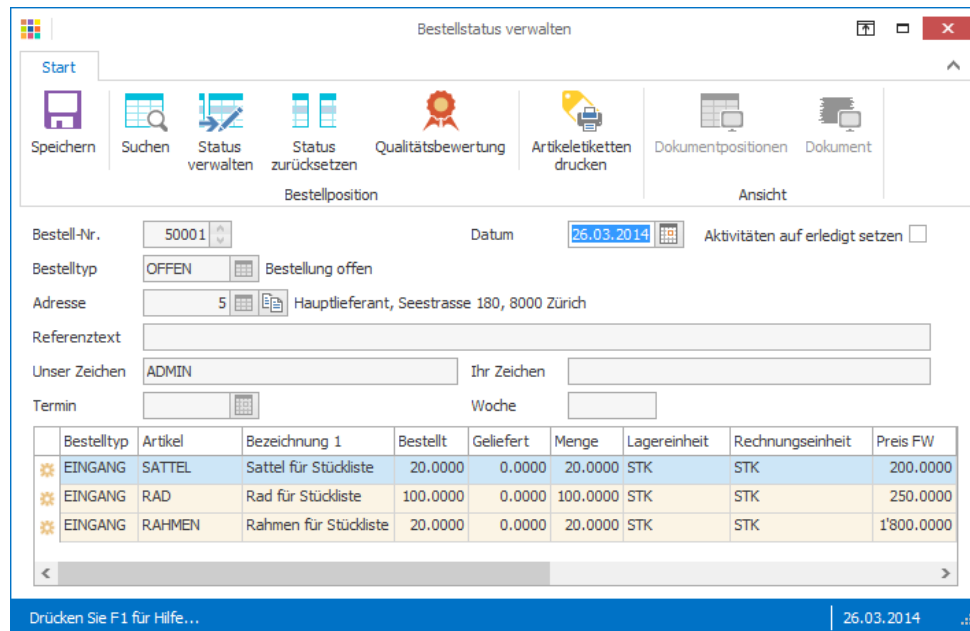 Bestellstatus verwalten
Start
Speichern Suchen Status verwalten Status zurücksetzen Qualitätsbewertung Artikeletiketten drucken Dokumentpositionen Dokument
Bestellposition Ansicht
Bestell-Nr. 50001 Datum 26.03.2014 Aktivitäten auf erledigt setzen
Bestelltyp OFFEN Bestellung offen
Adresse 5 Hauptlieferant, Seestrasse 180, 8000 Zürich
Referenztext
Unser Zeichen ADMIN Ihr Zeichen
Termin Woche
Bestelltyp Artikel Bezeichnung 1 Bestellt Geliefert Menge Lagereinheit Rechnungseinheit Preis FW
EINGANG SATTEL Sattel für Stückliste 20.0000 0.0000 20.0000 STK STK 200.0000
EINGANG RAD Rad für Stückliste 100.0000 0.0000 100.0000 STK STK 250.0000
EINGANG RAHMEN Rahmen für Stückliste 20.0000 0.0000 20.0000 STK STK 1'800.0000
Drücken Sie F1 für Hilfe... 26.03.2014